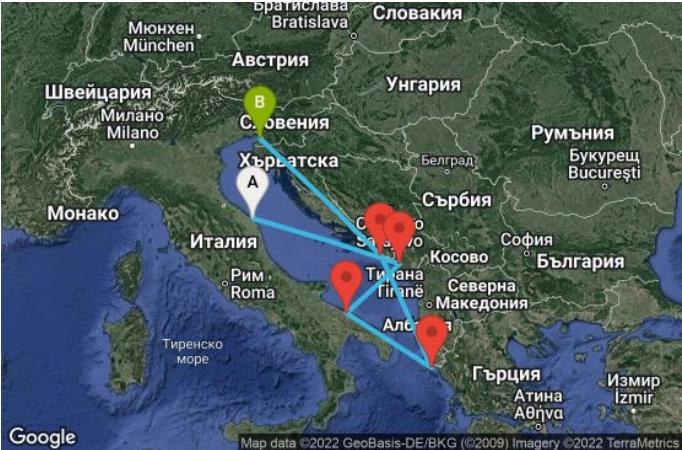 Братислава
Bratislava
Словакия
Мюнхен
München
Австрия
Унгария
Швейцария
Милано
Milano
B
Словения
Румъния
Хърватска
Белград
Букурещ
București
A
Сърбия
Монако
Италия
Косово
София
България
Рим
Roma
Тирана
Tiranë
Северна
Македония
Тиренско
море
Гърция
Измир
İzmir
Атина
Αθήνα
Google
Map data ©2022 GeoBasis-DE/BKG (©2009) Imagery ©2022 TerraMetrics